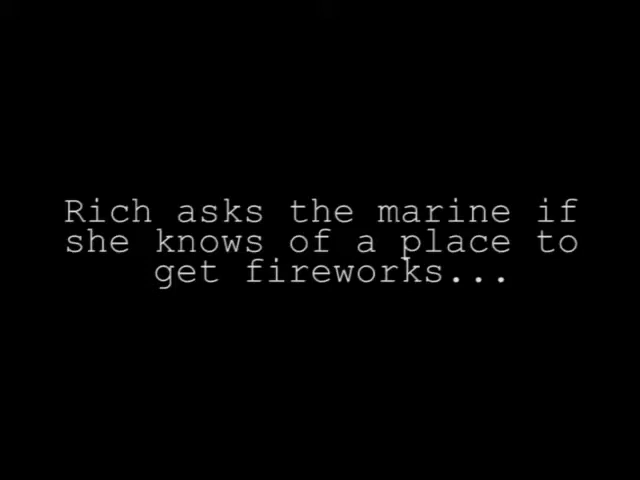 Rich asks the marine if
she knows of a place to
get fireworks...